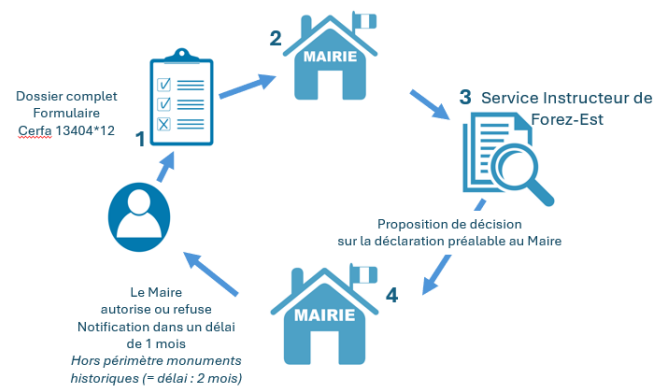 2
MAIRIE
Dossier complet
Formulaire
Cerfa 13404*12
1
3 Service Instructeur de
Forez-Est
Proposition de décision
sur la déclaration préalable au Maire
4
MAIRIE
Le Maire
autorise ou refuse
Notification dans un délai
de 1 mois
Hors périmètre monuments
historiques (= délai : 2 mois)